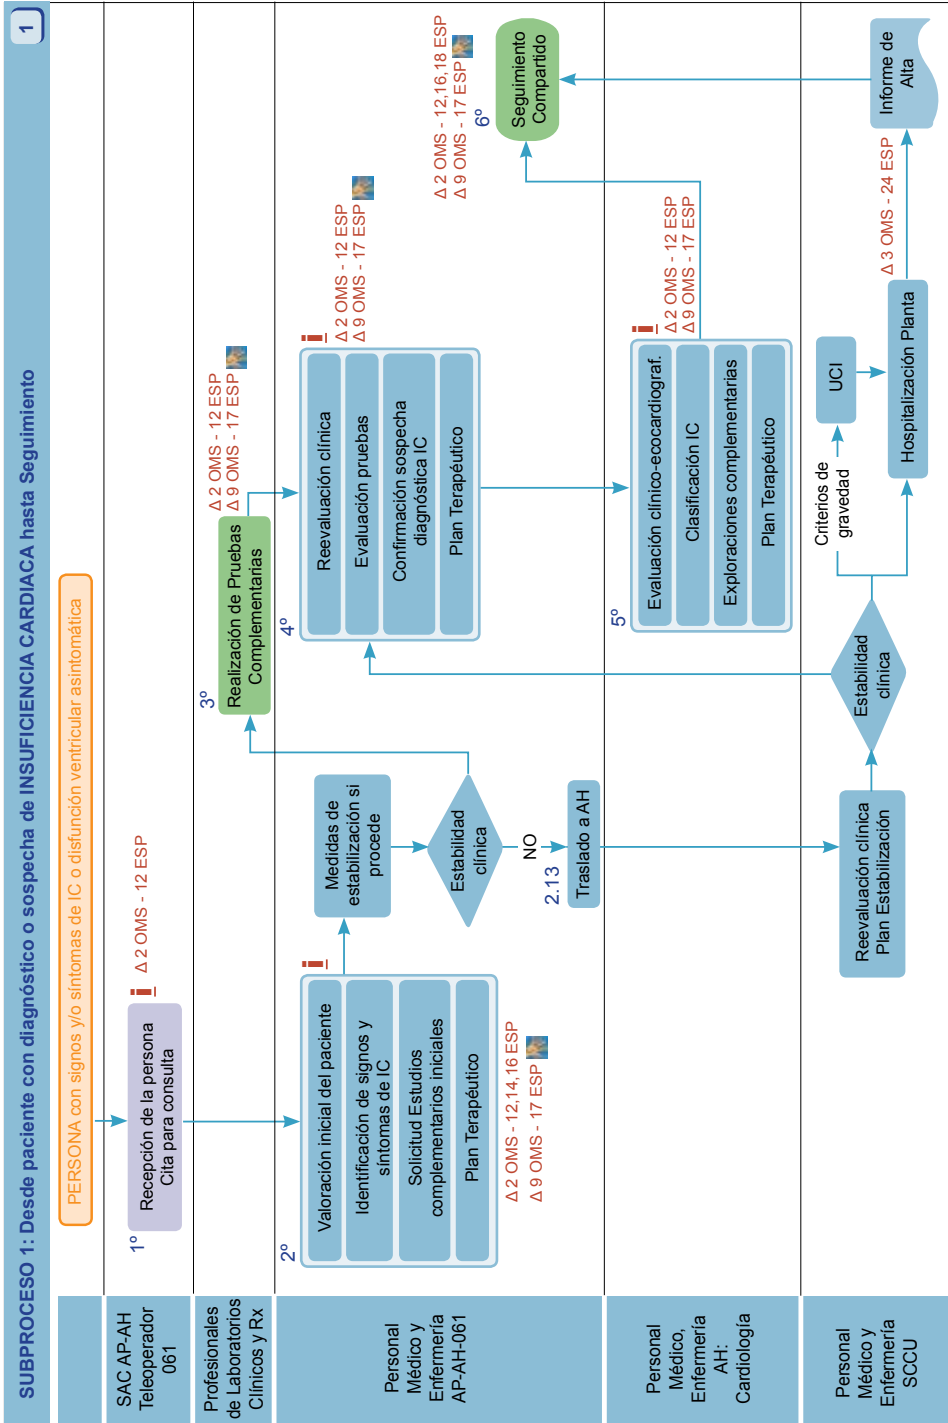 SUBPROCESO 1: Desde paciente con diagnóstico o sospecha de INSUFICIENCIA CARDIACA hasta Seguimiento
1
PERSONA con signos y/o síntomas de IC o disfunción ventricular asintomática
SAC AP-AH
Teleoperador
061
1º
Recepción de la persona
Cita para consulta
i
Δ 2 OMS - 12 ESP
Profesionales
de Laboratorios
Clínicos y Rx
3º
Realización de Pruebas
Complementarias
Δ 2 OMS - 12 ESP
Δ 9 OMS - 17 ESP
Personal
Médico y
Enfermería
AP-AH-061
2º
Valoración inicial del paciente
Identificación de signos y
síntomas de IC
Solicitud Estudios
complementarios iniciales
Plan Terapéutico
i
Δ 2 OMS - 12,14,16 ESP
Δ 9 OMS - 17 ESP
Medidas de
estabilización si
procede
Estabilidad
clínica
NO
2.13
Traslado a AH
4º
Reevaluación clínica
Evaluación pruebas
Confirmación sospecha
diagnóstica IC
Plan Terapéutico
i
Δ 2 OMS - 12 ESP
Δ 9 OMS - 17 ESP
Δ 2 OMS - 12,16,18 ESP
Δ 9 OMS - 17 ESP
6º
Seguimiento
Compartido
Personal
Médico,
Enfermería
AH:
Cardiología
5º
Evaluación clínico-ecocardiograf.
Clasificación IC
Exploraciones complementarias
Plan Terapéutico
i
Δ 2 OMS - 12 ESP
Δ 9 OMS - 17 ESP
Personal
Médico y
Enfermería
SCCU
Reevaluación clínica
Plan Estabilización
Estabilidad
clínica
Criterios de
gravedad
UCI
Hospitalización Planta
Δ 3 OMS - 24 ESP
Informe de
Alta